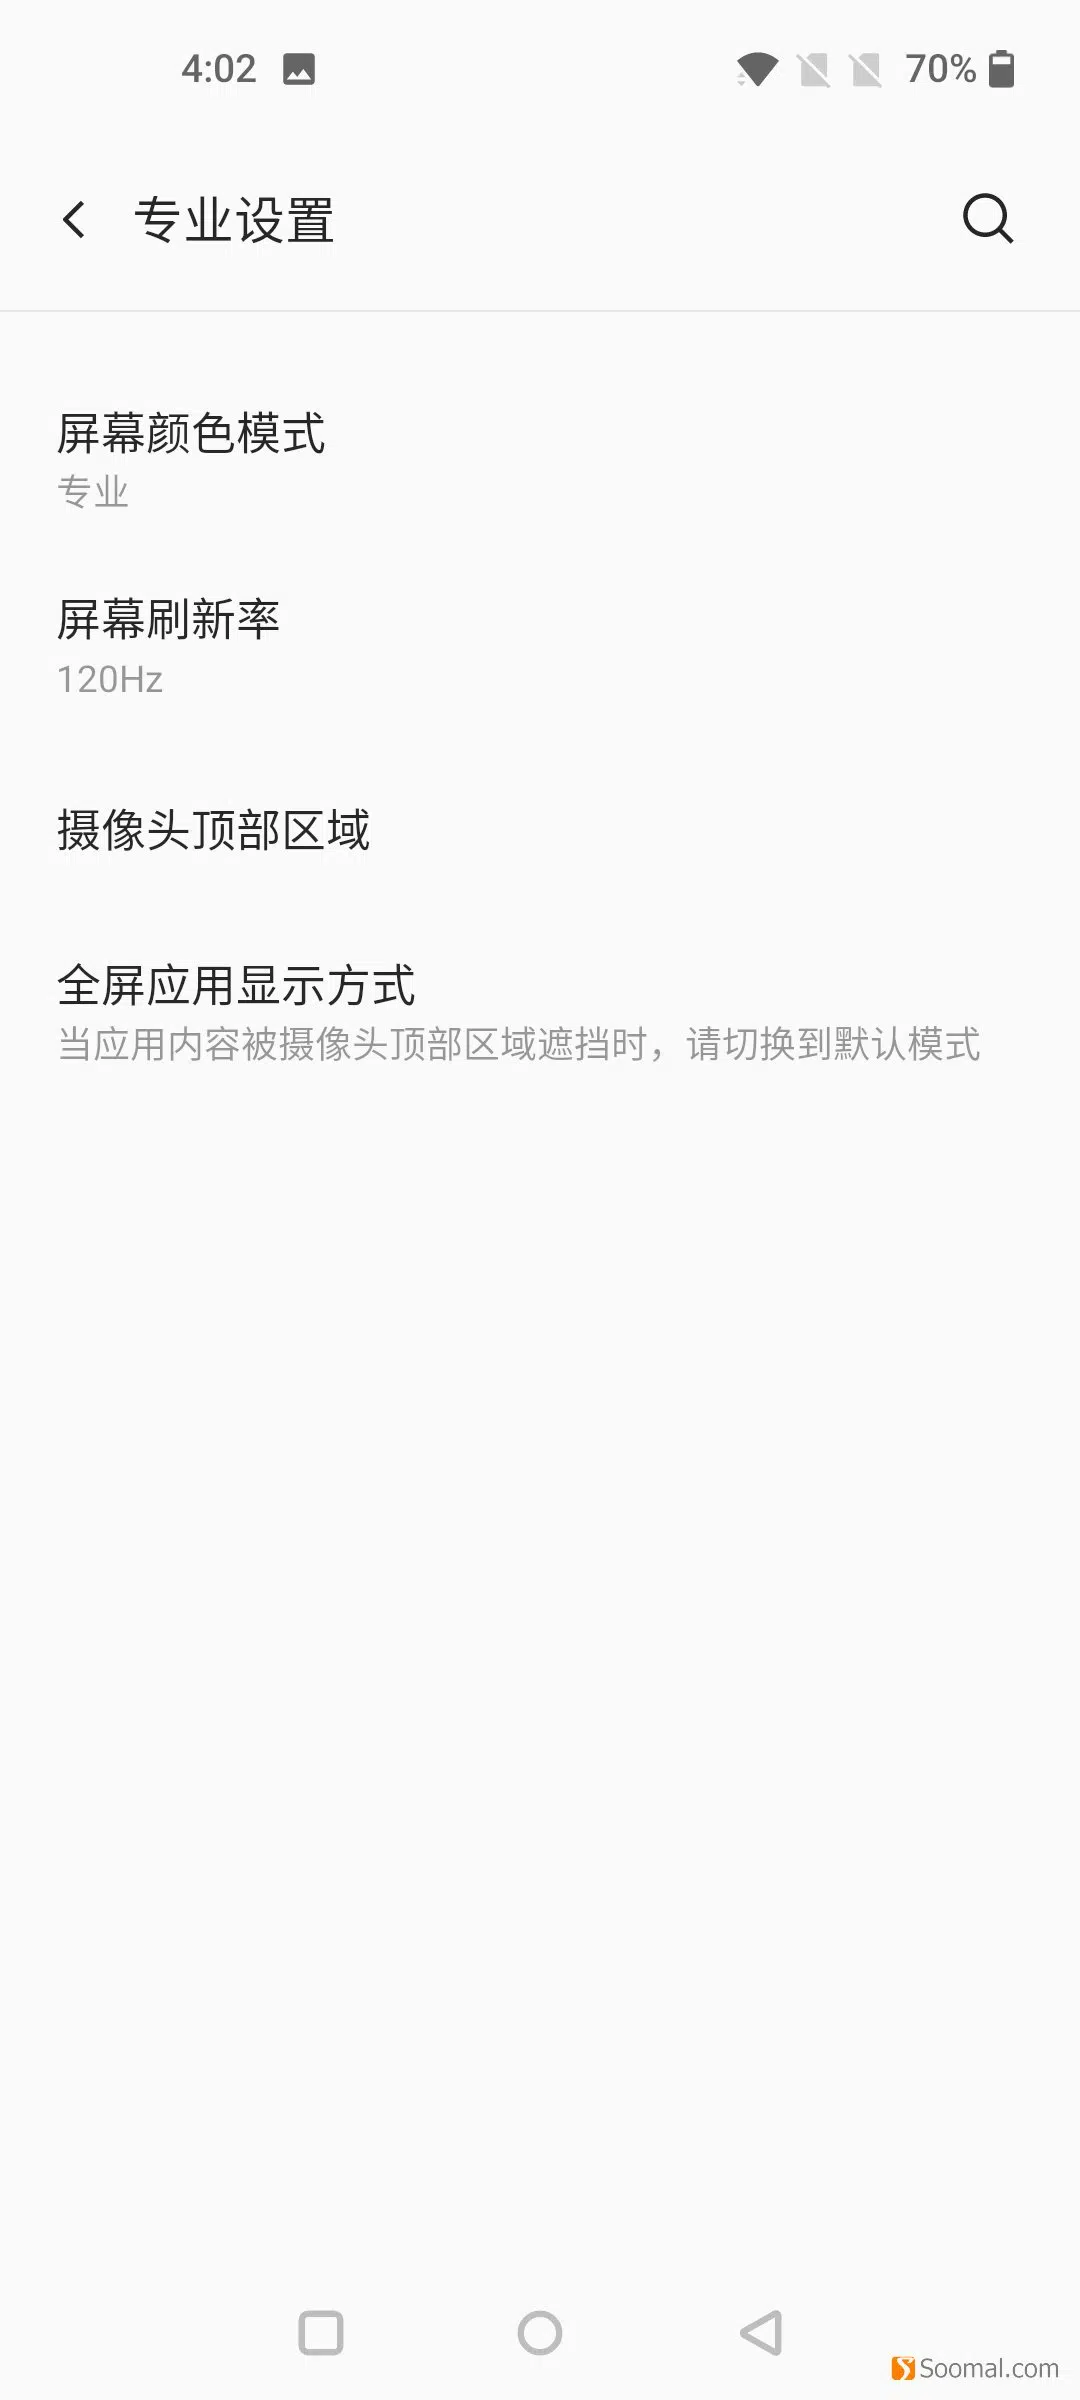 4:02
70%
专业设置
屏幕颜色模式
专业
屏幕刷新率
120Hz
摄像头顶部区域
全屏应用显示方式
当应用内容被摄像头顶部区域遮挡时，请切换到默认模式
Soomal.com